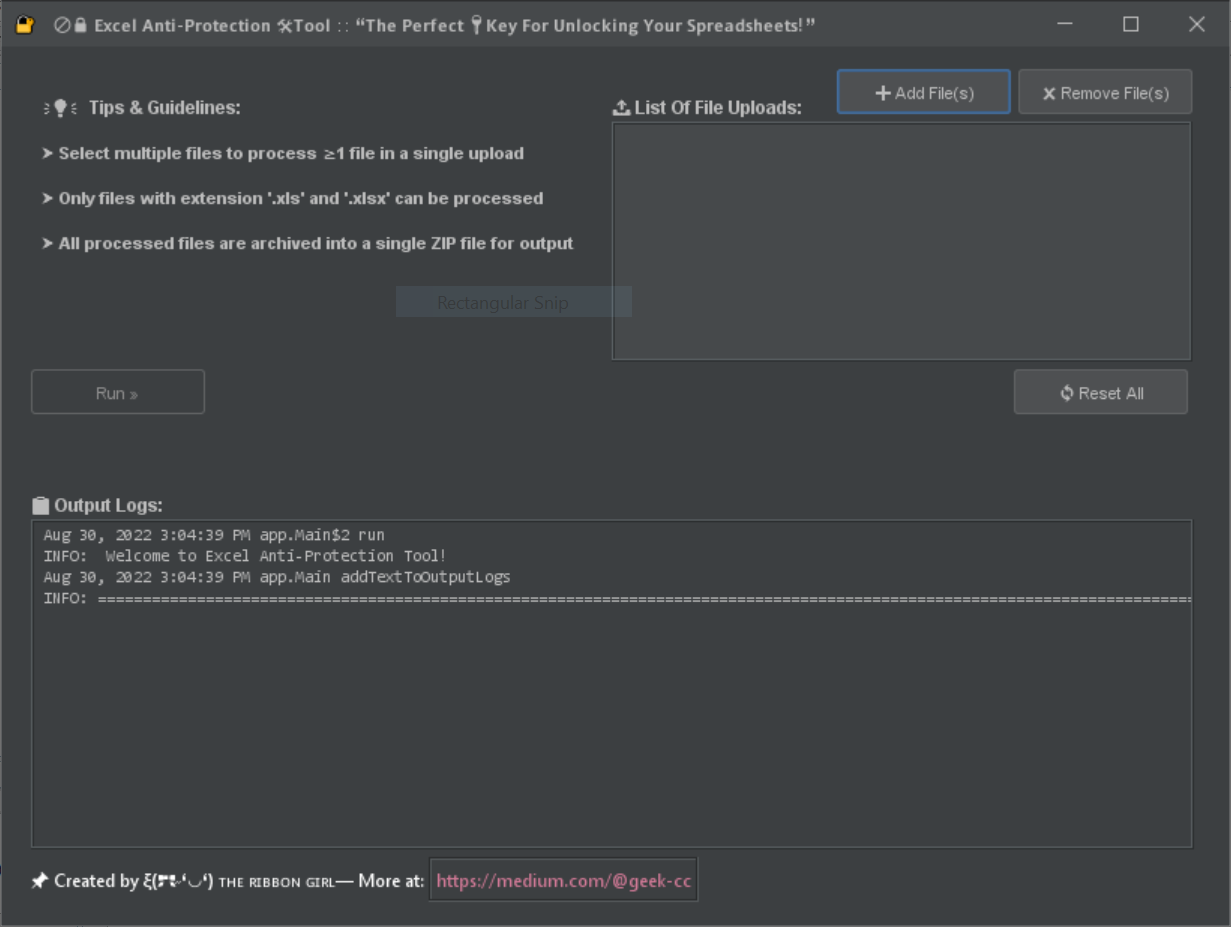 Excel Anti-Protection 🛠Tool :: “The Perfect Key For Unlocking Your Spreadsheets!”
Tips & Guidelines:
➤ Select multiple files to process ≥1 file in a single upload
➤ Only files with extension '.xls' and '.xlsx' can be processed
➤ All processed files are archived into a single ZIP file for output
List Of File Uploads:
+ Add File(s)
x Remove File(s)
Rectangular Snip
Run »
Reset All
Output Logs:
Aug 30, 2022 3:04:39 PM app.Main$2 run
INFO: Welcome to Excel Anti-Protection Tool!
Aug 30, 2022 3:04:39 PM app.Main addTextToOutputLogs
INFO: ==========================================================================================================================
Created by THE RIBBON GIRL— More at:
https://medium.com/@geek-cc